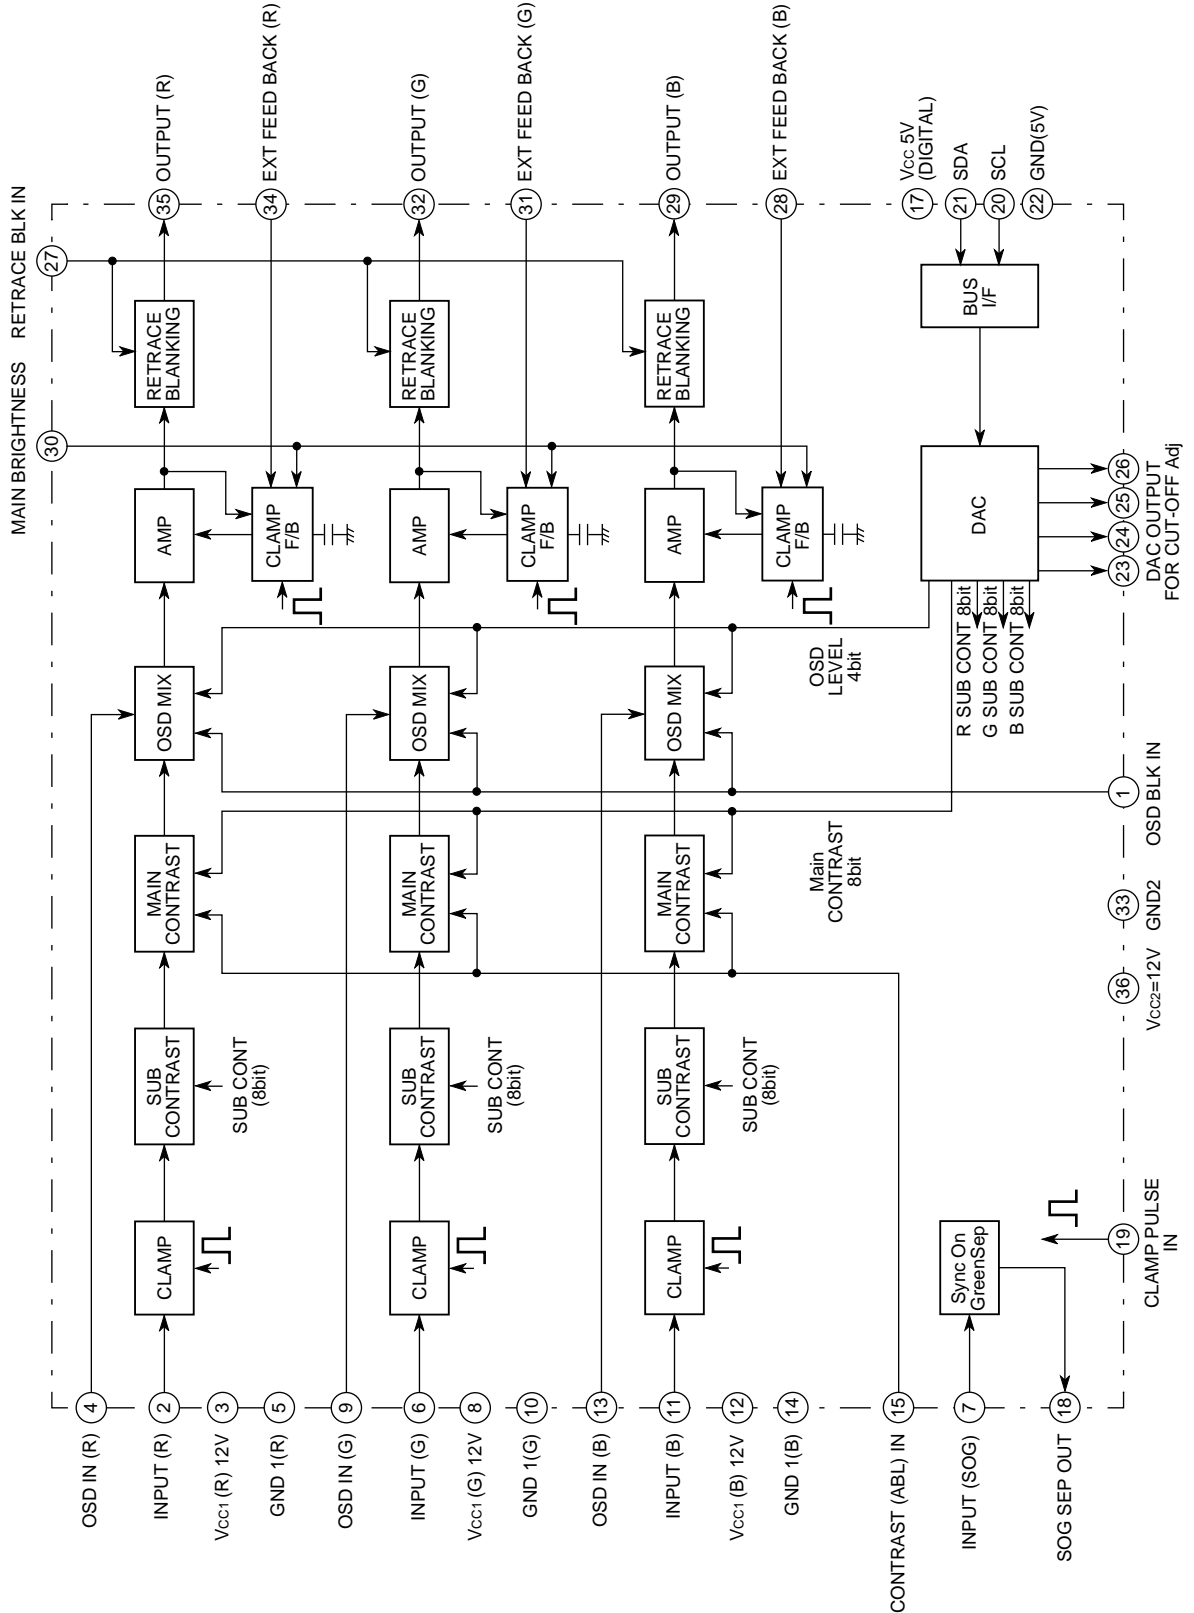 MAIN BRIGHTNESS
RETRACE BLK IN
30
27
OSD IN (R)
4
INPUT (R)
2
CLAMP
SUB
CONTRAST
MAIN
CONTRAST
OSD MIX
AMP
RETRACE
BLANKING
35
OUTPUT (R)
VCC1 (R) 12V
3
SUB CONT
(8bit)
GND 1(R)
5
CLAMP
F/B
34
EXT FEED BACK (R)
OSD IN (G)
9
INPUT (G)
6
CLAMP
SUB
CONTRAST
MAIN
CONTRAST
OSD MIX
AMP
RETRACE
BLANKING
32
OUTPUT (G)
VCC1 (G) 12V
8
SUB CONT
(8bit)
GND 1(G)
10
CLAMP
F/B
31
EXT FEED BACK (G)
OSD IN (B)
13
INPUT (B)
11
CLAMP
SUB
CONTRAST
MAIN
CONTRAST
OSD MIX
AMP
RETRACE
BLANKING
29
OUTPUT (B)
VCC1 (B) 12V
12
SUB CONT
(8bit)
GND 1(B)
14
CLAMP
F/B
28
EXT FEED BACK (B)
Main
CONTRAST
8bit
OSD
LEVEL
4bit
CONTRAST (ABL) IN
15
17
VCC 5V
(DIGITAL)
INPUT (SOG)
7
Sync On
GreenSep
R SUB CONT 8bit
G SUB CONT 8bit
B SUB CONT 8bit
DAC
BUS
I/F
21
SDA
20
SCL
22
GND(5V)
SOG SEP OUT
18
19
36
33
1
23
24
25
26
CLAMP PULSE
IN
VCC2=12V
GND2
OSD BLK IN
DAC OUTPUT
FOR CUT-OFF Adj